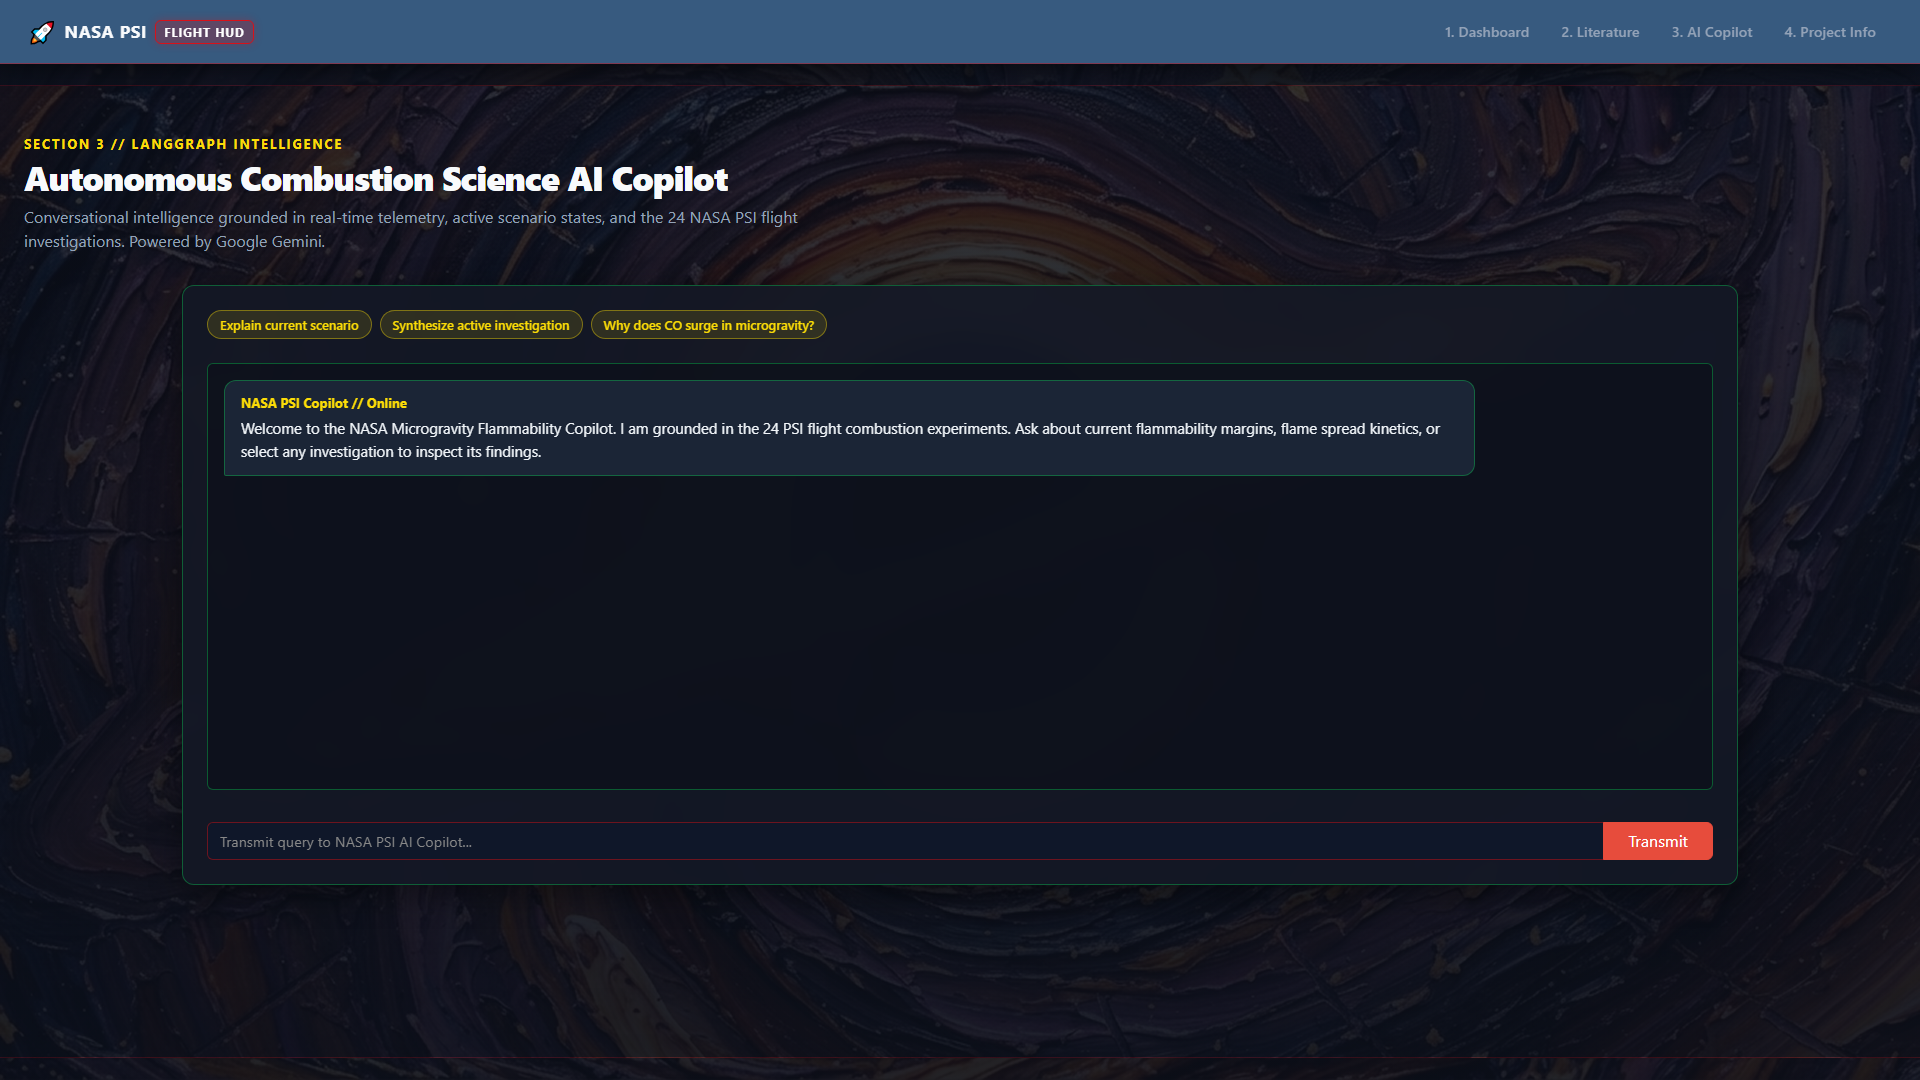 NASA PSI FLIGHT HUD
1. Dashboard 2. Literature 3. AI Copilot 4. Project Info
SECTION 3 // LANGGRAPH INTELLIGENCE
Autonomous Combustion Science AI Copilot
Conversational intelligence grounded in real-time telemetry, active scenario states, and the 24 NASA PSI flight
investigations. Powered by Google Gemini.
Explain current scenario Synthesize active investigation Why does CO surge in microgravity?
NASA PSI Copilot // Online
Welcome to the NASA Microgravity Flammability Copilot. I am grounded in the 24 PSI flight combustion experiments. Ask about current flammability margins, flame spread kinetics, or
select any investigation to inspect its findings.
Transmit query to NASA PSI AI Copilot... Transmit